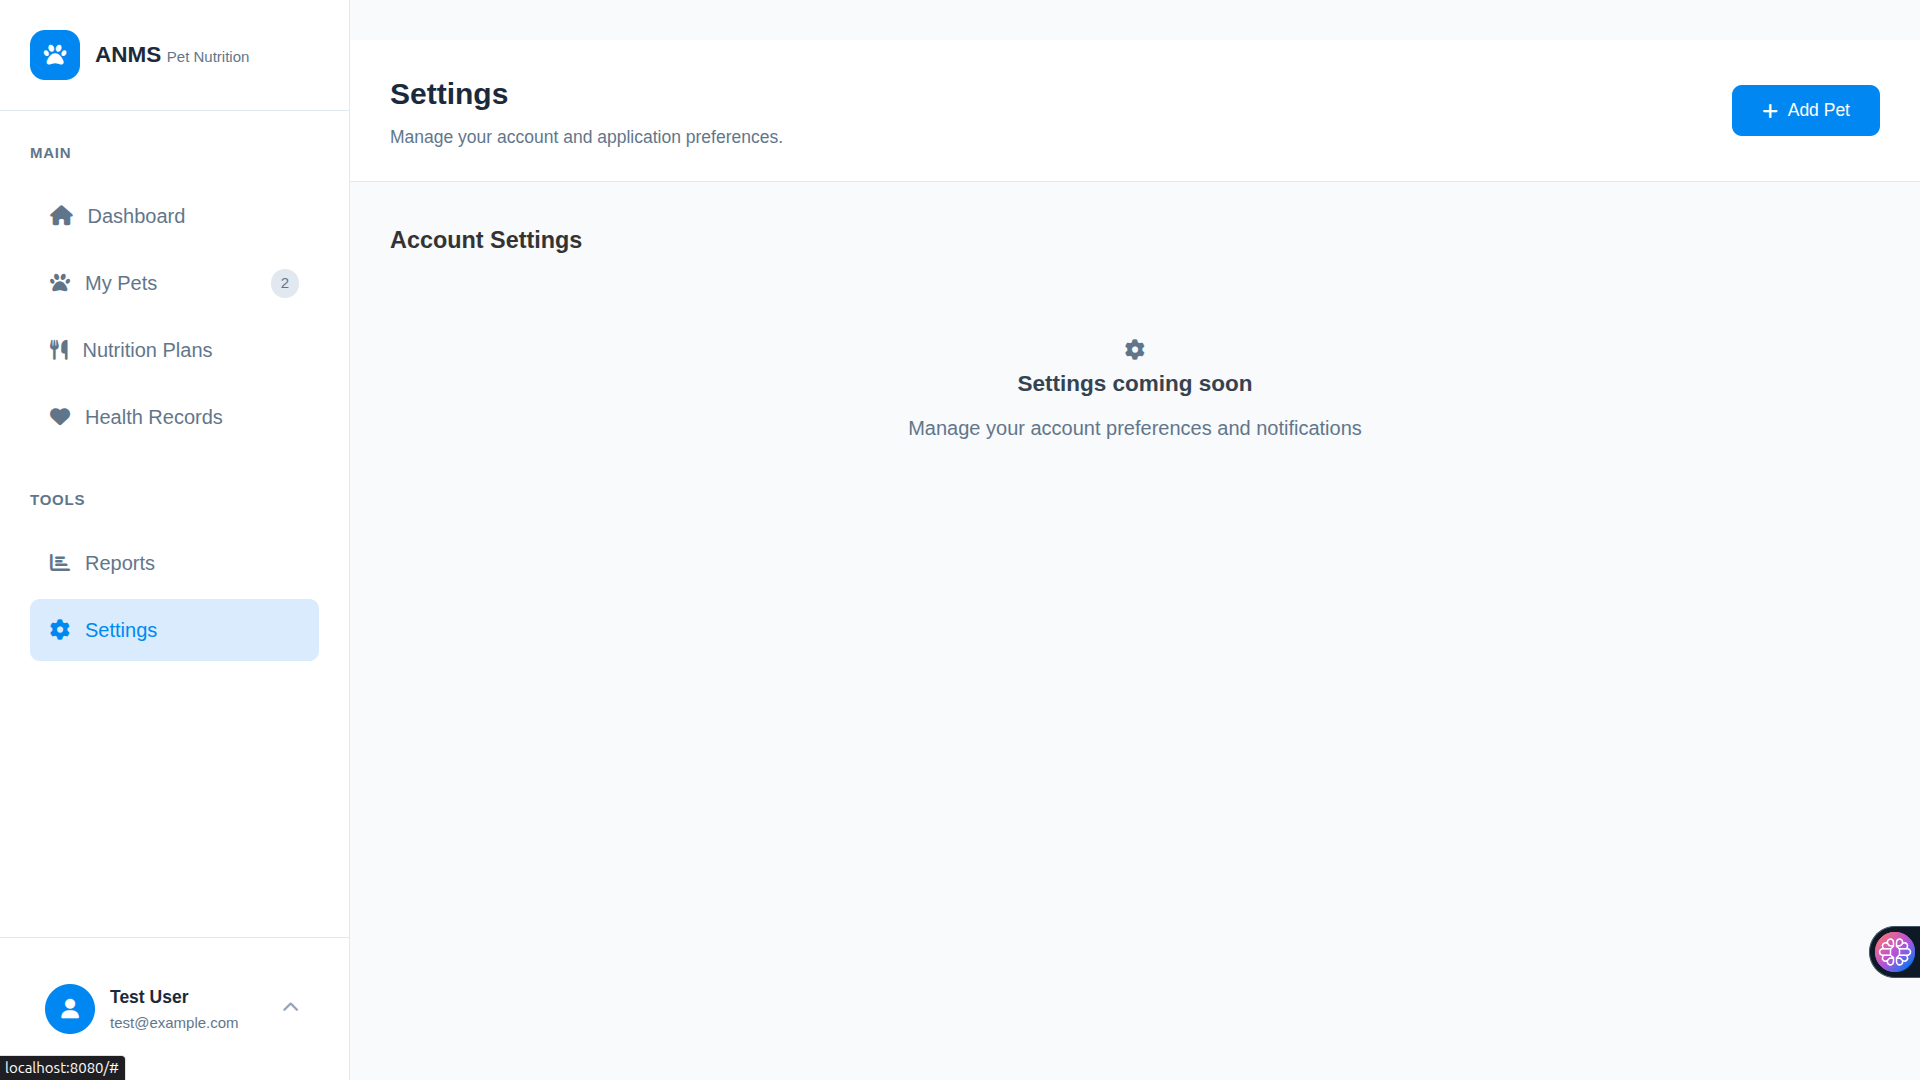 ANMS Pet Nutrition
MAIN
Dashboard
My Pets 2
Nutrition Plans
Health Records
TOOLS
Reports
Settings
Test User
test@example.com
localhost:8080/#
Settings
Manage your account and application preferences.
Add Pet
Account Settings
Settings coming soon
Manage your account preferences and notifications